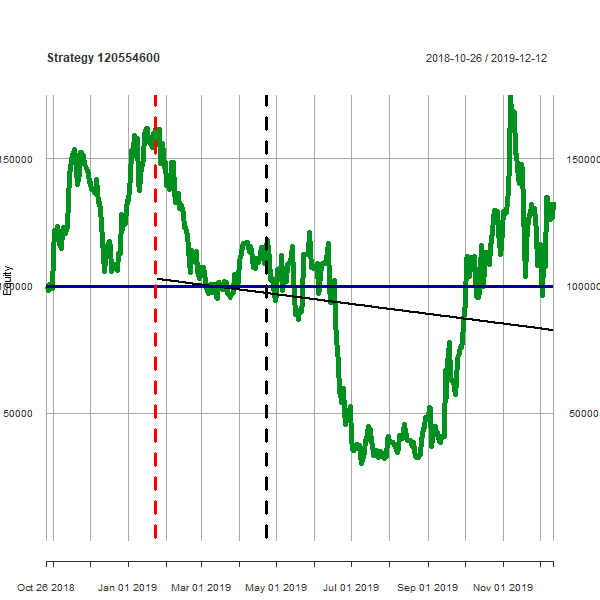 Strategy 120554600
2018-10-26 / 2019-12-12
150000 150000
Equity
100000 100000
50000 50000
Oct 26 2018 Jan 01 2019 Mar 01 2019 May 01 2019 Jul 01 2019 Sep 01 2019 Nov 01 2019